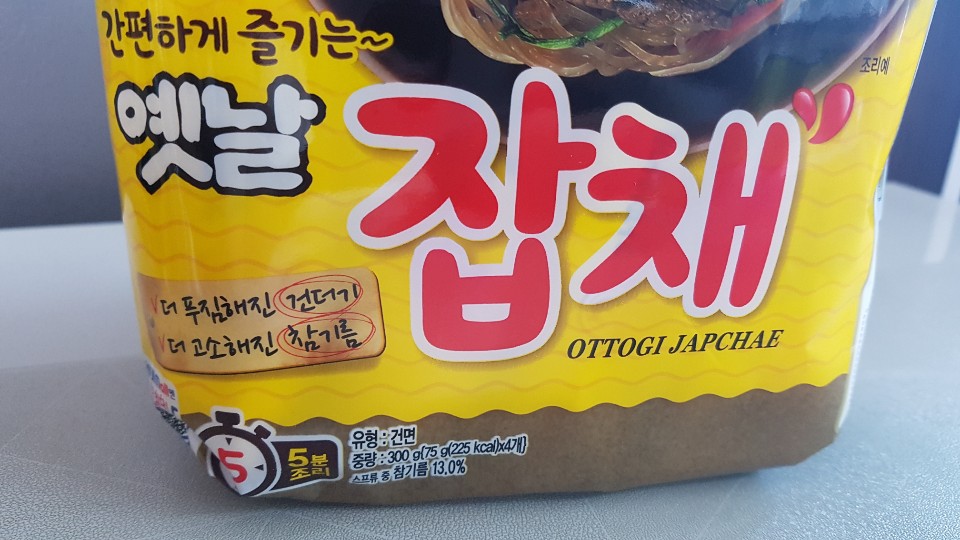 간편하게 즐기는~
조리예
옛날
잡채
더 푸짐해진 건더기
더 고소해진 참기름
OTTOGI JAPCHAE
5
5분
조리
유형 : 건면
중량 : 300 g{75 g(225 kcal)x4개}
스프류 중 참기름 13.0%